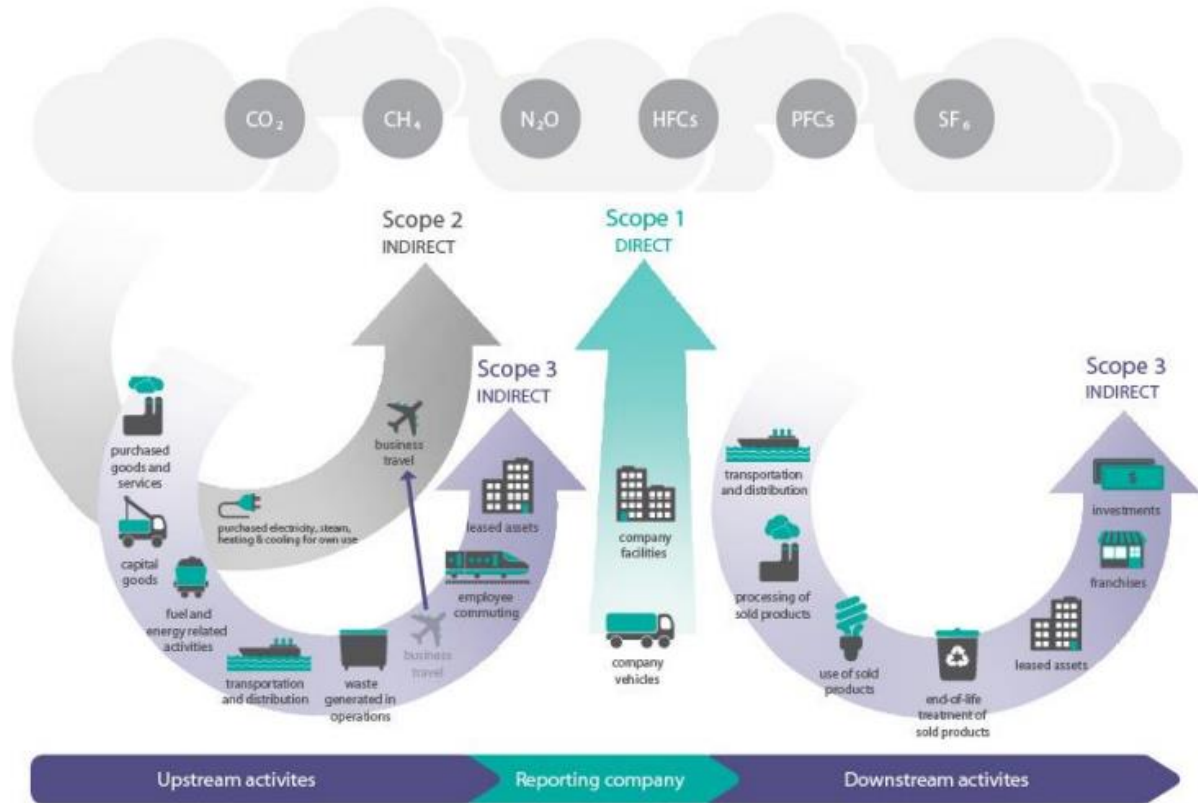 CO₂
CH₄
N₂O
HFCs
PFCs
SF₆
Scope 2
INDIRECT
Scope 1
DIRECT
Scope 3
INDIRECT
Scope 3
INDIRECT
purchased
goods and
services
capital
goods
fuel and
energy related
activities
purchased electricity, steam,
heating & cooling for own use
transportation
and distribution
waste
generated in
operations
business
travel
business
travel
employee
commuting
leased assets
company
facilities
company
vehicles
transportation
and distribution
processing of
sold products
use of sold
products
end-of-life
treatment of
sold products
leased assets
franchises
investments
$
Upstream activites
Reporting company
Downstream activites